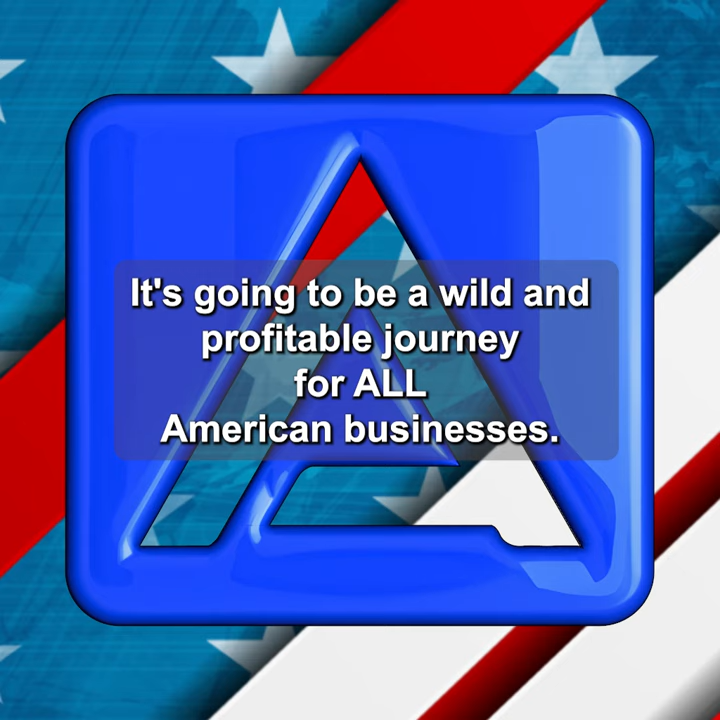 It's going to be a wild and
profitable journey
for ALL
American businesses.